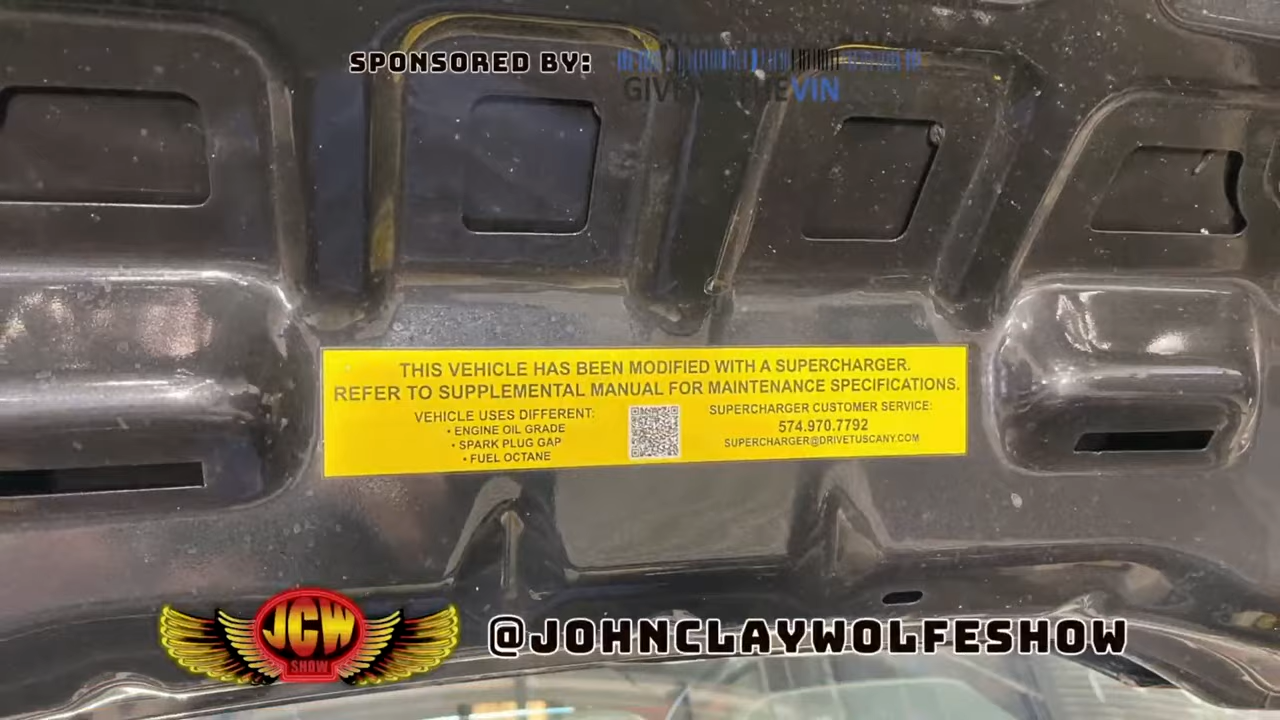 SPONSORED BY:
GIVEMETHEVIN
THIS VEHICLE HAS BEEN MODIFIED WITH A SUPERCHARGER.
REFER TO SUPPLEMENTAL MANUAL FOR MAINTENANCE SPECIFICATIONS.
VEHICLE USES DIFFERENT:
• ENGINE OIL GRADE
• SPARK PLUG GAP
• FUEL OCTANE
SUPERCHARGER CUSTOMER SERVICE:
574.970.7792
SUPERCHARGER@DRIVETUSCANY.COM
JCW
SHOW
@JOHNCLAYWOLFESHOW